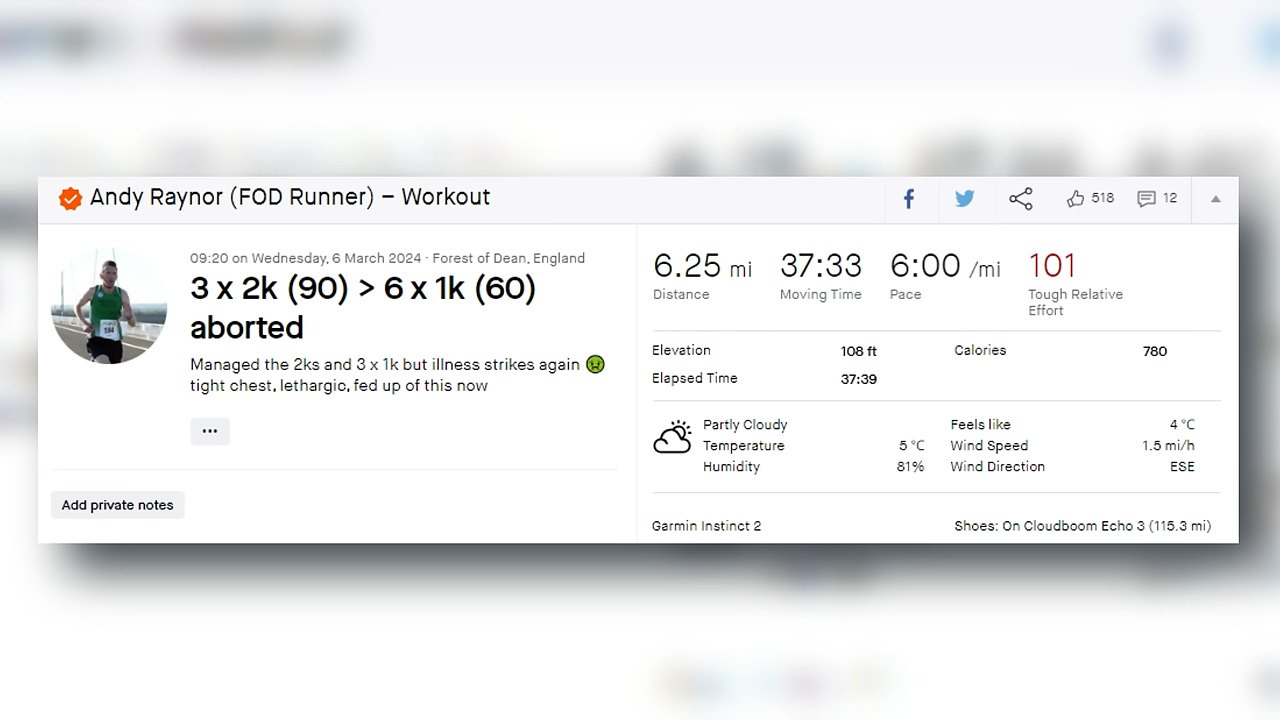 Andy Raynor (FOD Runner) – Workout
518
12
09:20 on Wednesday, 6 March 2024 · Forest of Dean, England
3 x 2k (90) > 6 x 1k (60)
aborted
Managed the 2ks and 3 x 1k but illness strikes again 🤢
tight chest, lethargic, fed up of this now
•••
Add private notes
184
6.25 mi
Distance
37:33
Moving Time
6:00 /mi
Pace
101
Tough Relative
Effort
Elevation 108 ft
Calories 780
Elapsed Time 37:39
Partly Cloudy
Feels like 4 °C
Temperature 5 °C
Wind Speed 1.5 mi/h
Humidity 81%
Wind Direction ESE
Garmin Instinct 2
Shoes: On Cloudboom Echo 3 (115.3 mi)